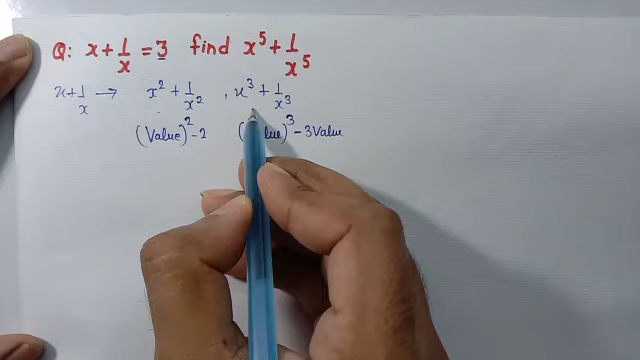 Q: x + 1/x = 3 find x⁵ + 1/x⁵
x + 1/x → x² + 1/x² , x³ + 1/x³
(Value)² - 2 (Value)³ - 3Value